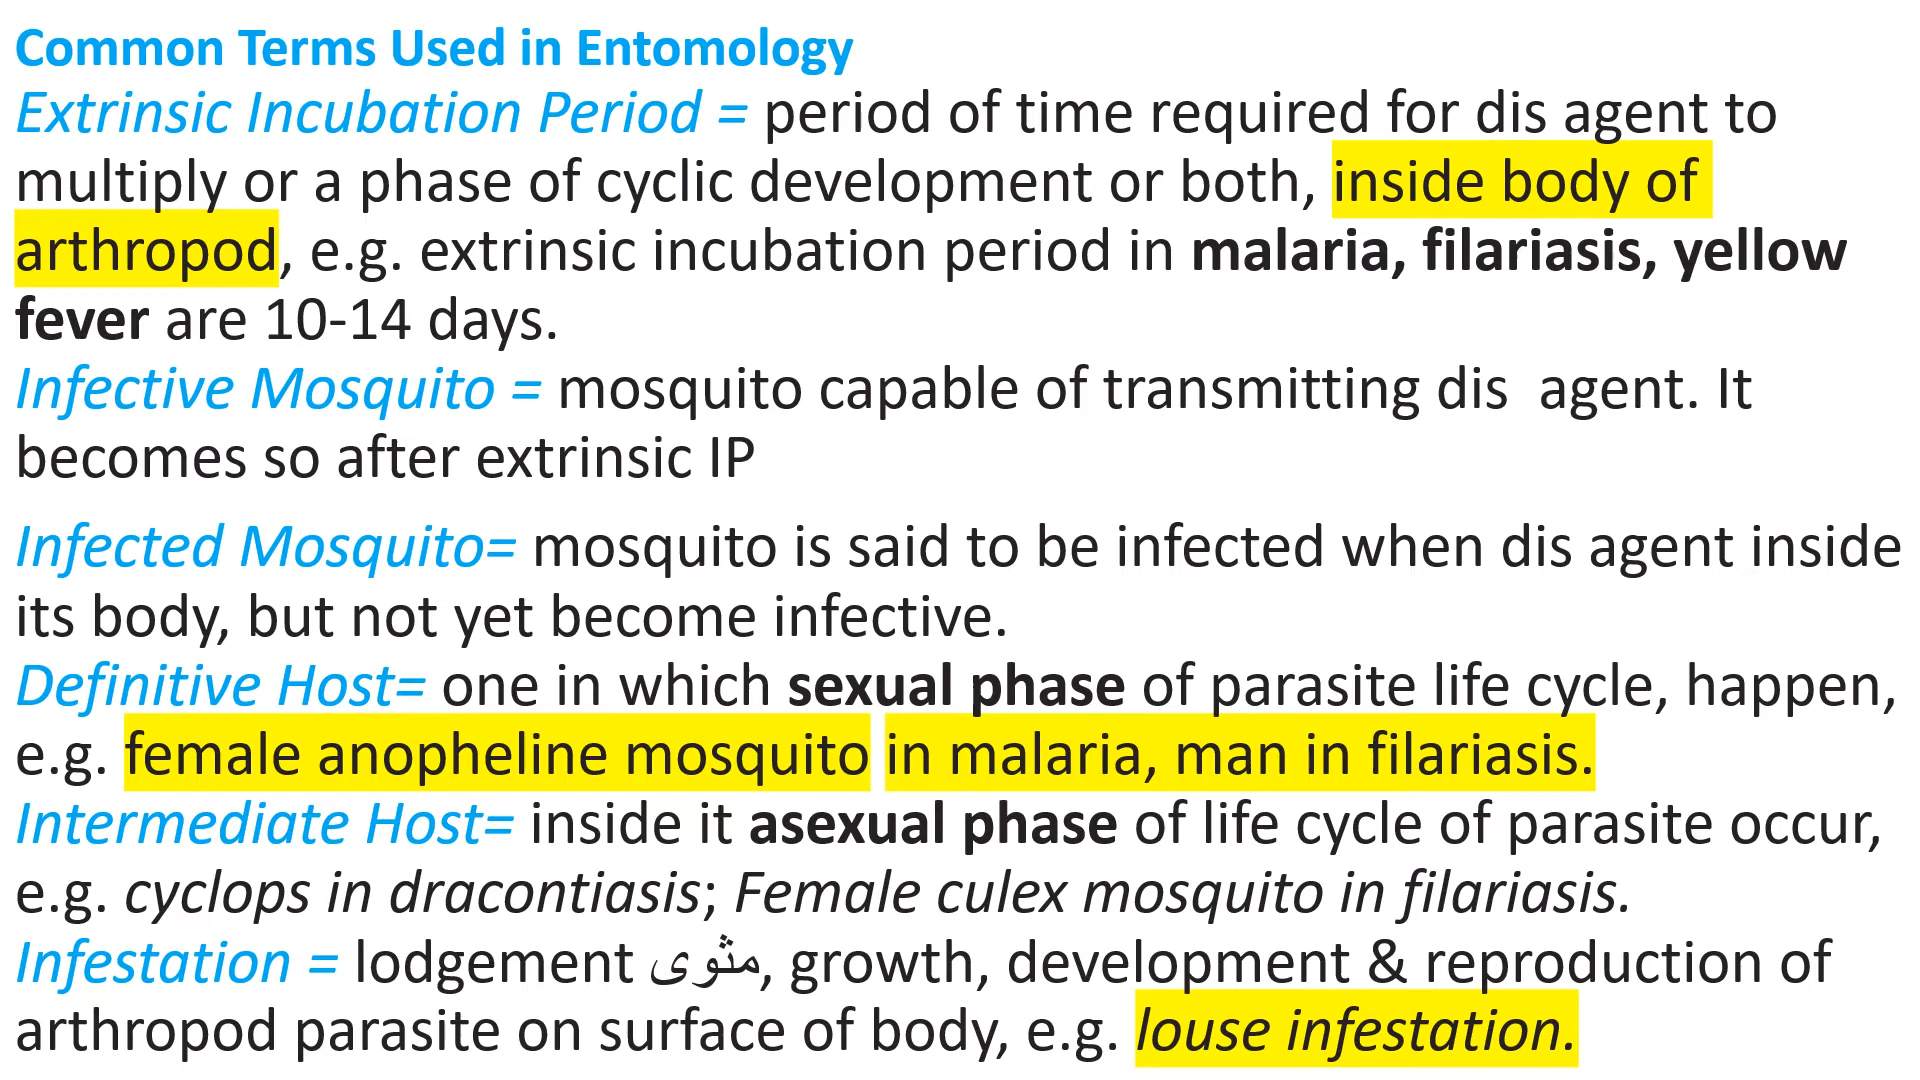 Common Terms Used in Entomology
Extrinsic Incubation Period = period of time required for dis agent to
multiply or a phase of cyclic development or both, inside body of
arthropod, e.g. extrinsic incubation period in malaria, filariasis, yellow
fever are 10-14 days.
Infective Mosquito = mosquito capable of transmitting dis  agent. It
becomes so after extrinsic IP
Infected Mosquito= mosquito is said to be infected when dis agent inside
its body, but not yet become infective.
Definitive Host= one in which sexual phase of parasite life cycle, happen,
e.g. female anopheline mosquito in malaria, man in filariasis.
Intermediate Host= inside it asexual phase of life cycle of parasite occur,
e.g. cyclops in dracontiasis; Female culex mosquito in filariasis.
Infestation = lodgement مثوى, growth, development & reproduction of
arthropod parasite on surface of body, e.g. louse infestation.